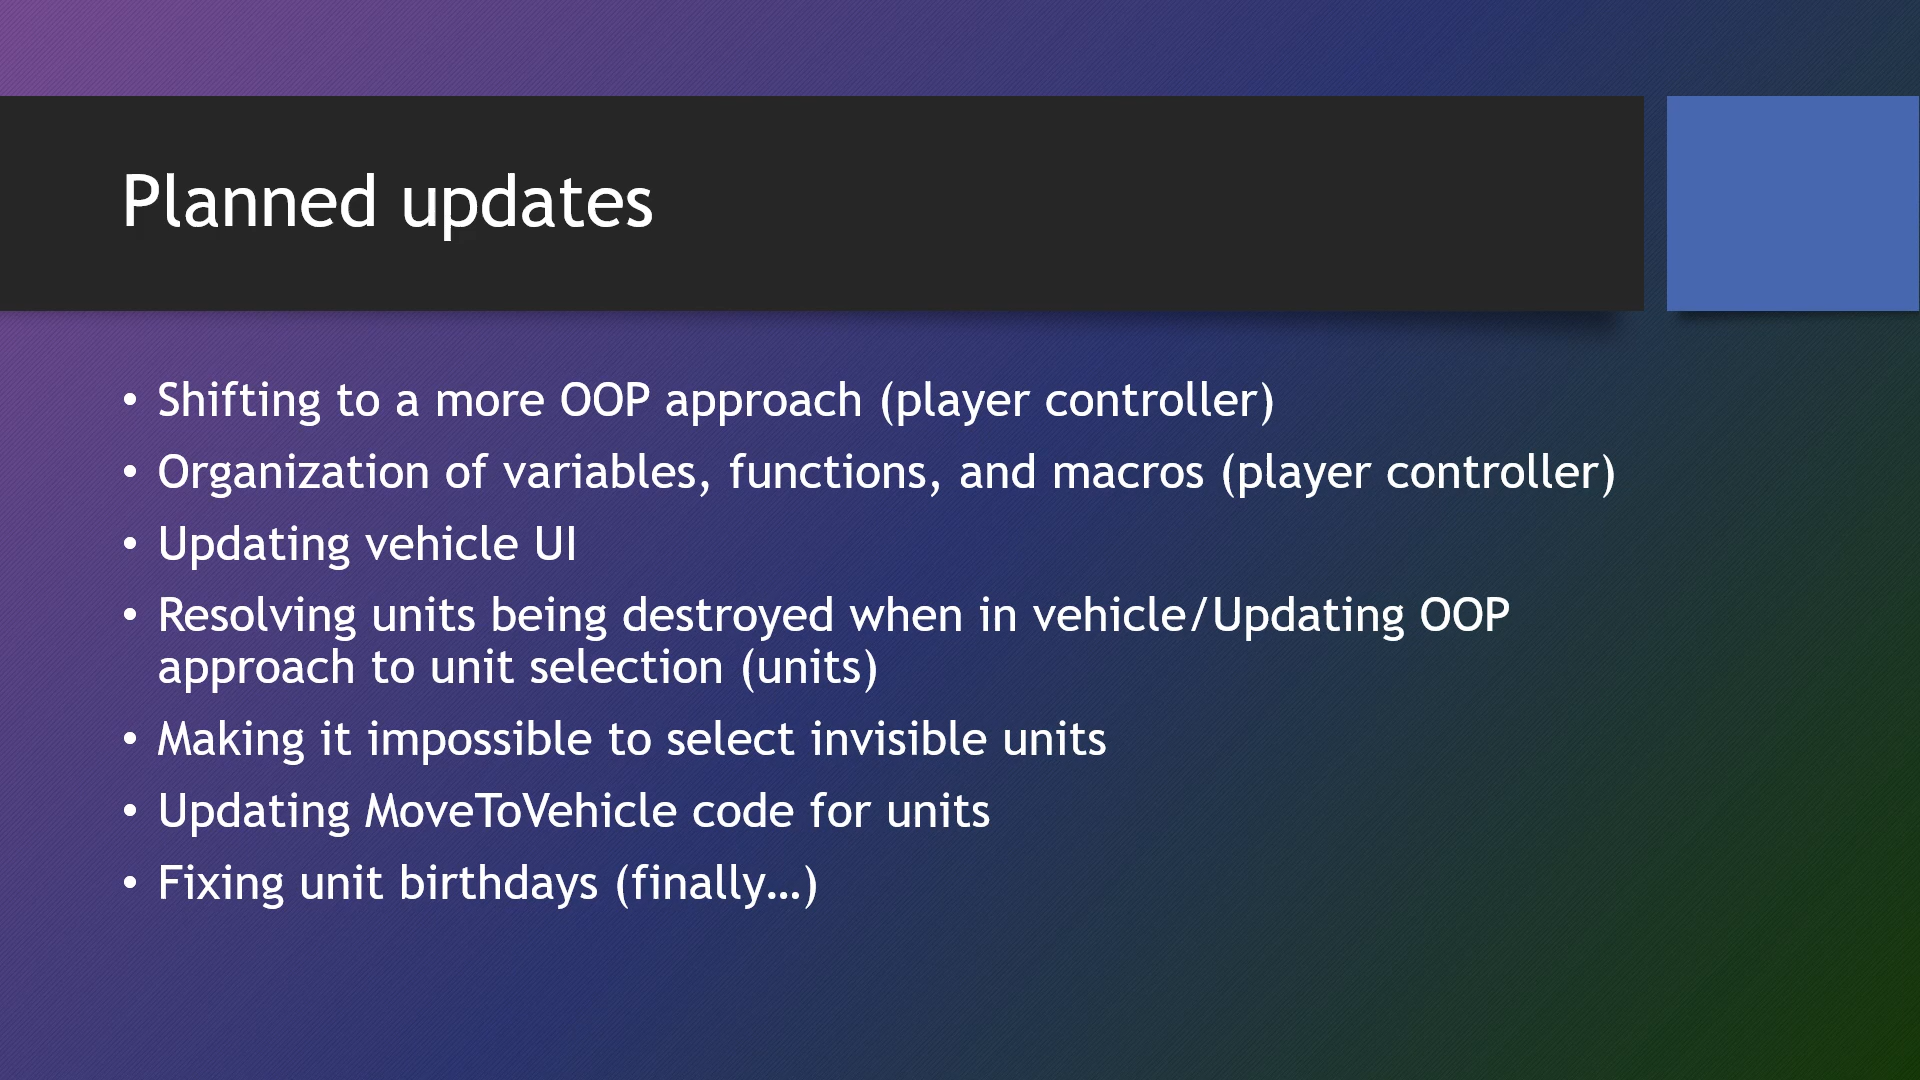 Planned updates
• Shifting to a more OOP approach (player controller)
• Organization of variables, functions, and macros (player controller)
• Updating vehicle UI
• Resolving units being destroyed when in vehicle/Updating OOP
approach to unit selection (units)
• Making it impossible to select invisible units
• Updating MoveToVehicle code for units
• Fixing unit birthdays (finally…)